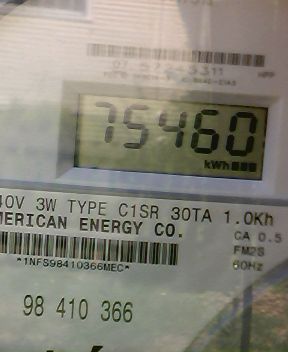 75460
kWh
40V 3W TYPE C1SR 30TA 1.0Kh
MERICAN ENERGY CO.
CA 0.5
FM2S
60Hz
*1NFS98410366MEC*
98 410 366